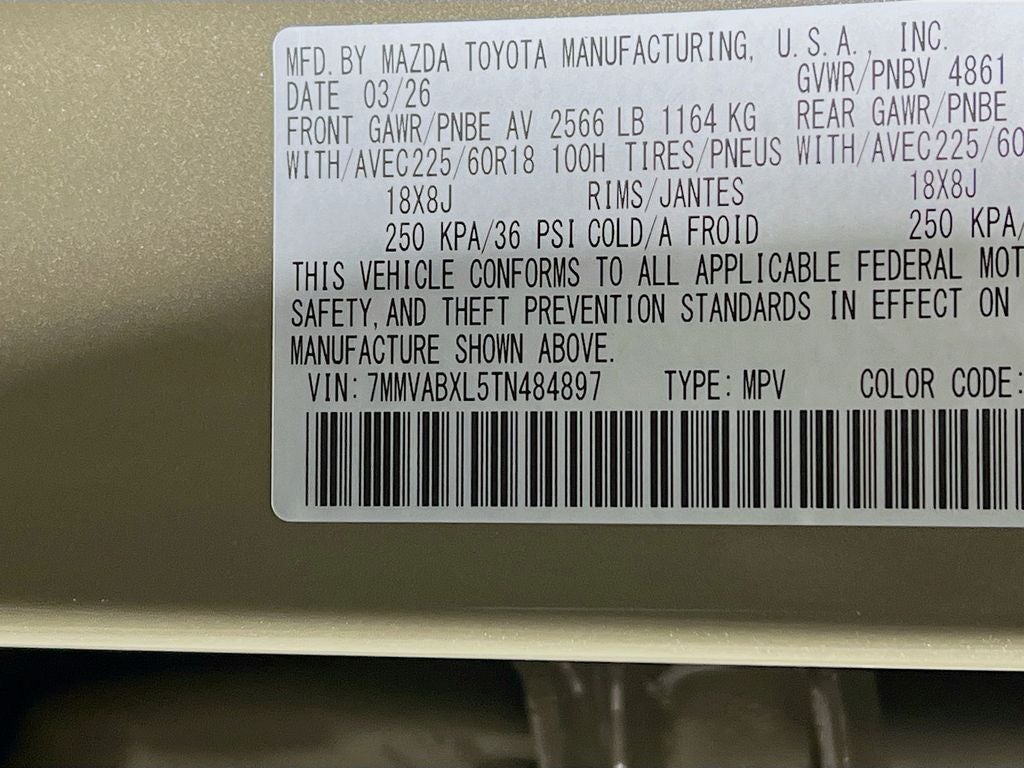 MFD. BY MAZDA TOYOTA MANUFACTURING, U.S.A., INC.
DATE 03/26 GVWR/PNBV 4861
FRONT GAWR/PNBE AV 2566 LB 1164 KG REAR GAWR/PNBE
WITH/AVEC225/60R18 100H TIRES/PNEUS WITH/AVEC225/60
18X8J RIMS/JANTES 18X8J
250 KPA/36 PSI COLD/A FROID 250 KPA/
THIS VEHICLE CONFORMS TO ALL APPLICABLE FEDERAL MOT
SAFETY, AND THEFT PREVENTION STANDARDS IN EFFECT ON
MANUFACTURE SHOWN ABOVE.
VIN: 7MMVABXL5TN484897 TYPE: MPV COLOR CODE: